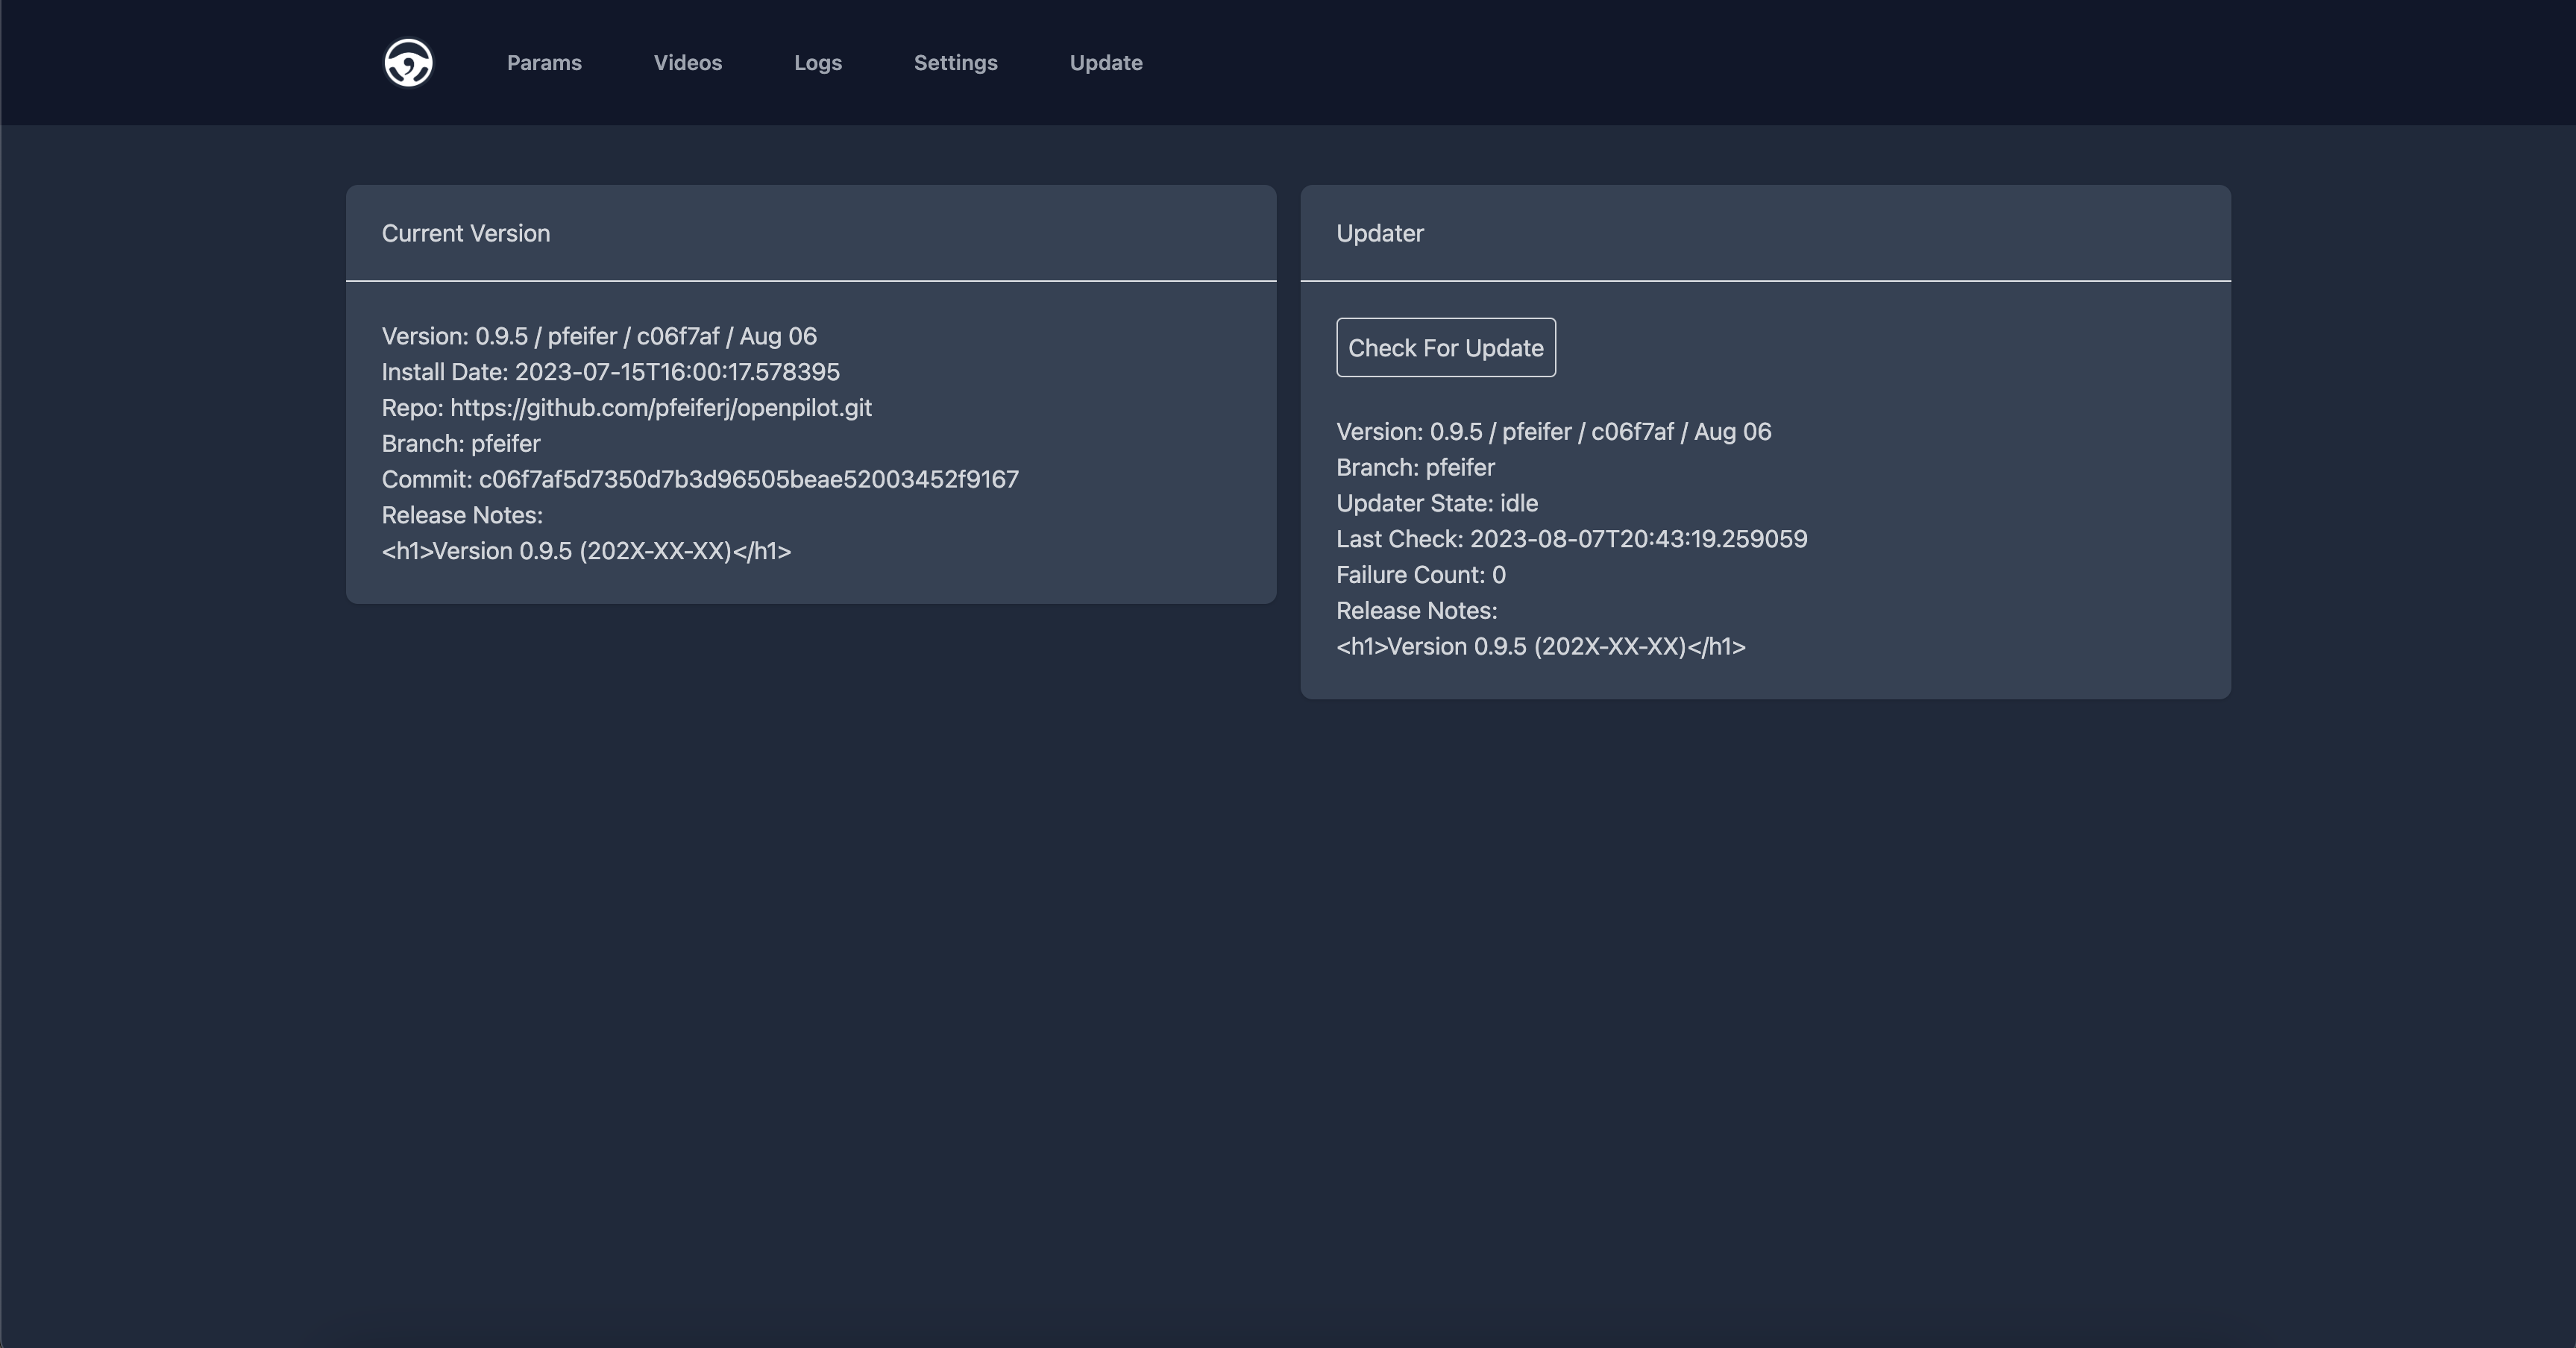 Params Videos Logs Settings Update
Current Version
Version: 0.9.5 / pfeifer / c06f7af / Aug 06
Install Date: 2023-07-15T16:00:17.578395
Repo: https://github.com/pfeiferj/openpilot.git
Branch: pfeifer
Commit: c06f7af5d7350d7b3d96505beae52003452f9167
Release Notes:
<h1>Version 0.9.5 (202X-XX-XX)</h1>
Updater
Check For Update
Version: 0.9.5 / pfeifer / c06f7af / Aug 06
Branch: pfeifer
Updater State: idle
Last Check: 2023-08-07T20:43:19.259059
Failure Count: 0
Release Notes:
<h1>Version 0.9.5 (202X-XX-XX)</h1>